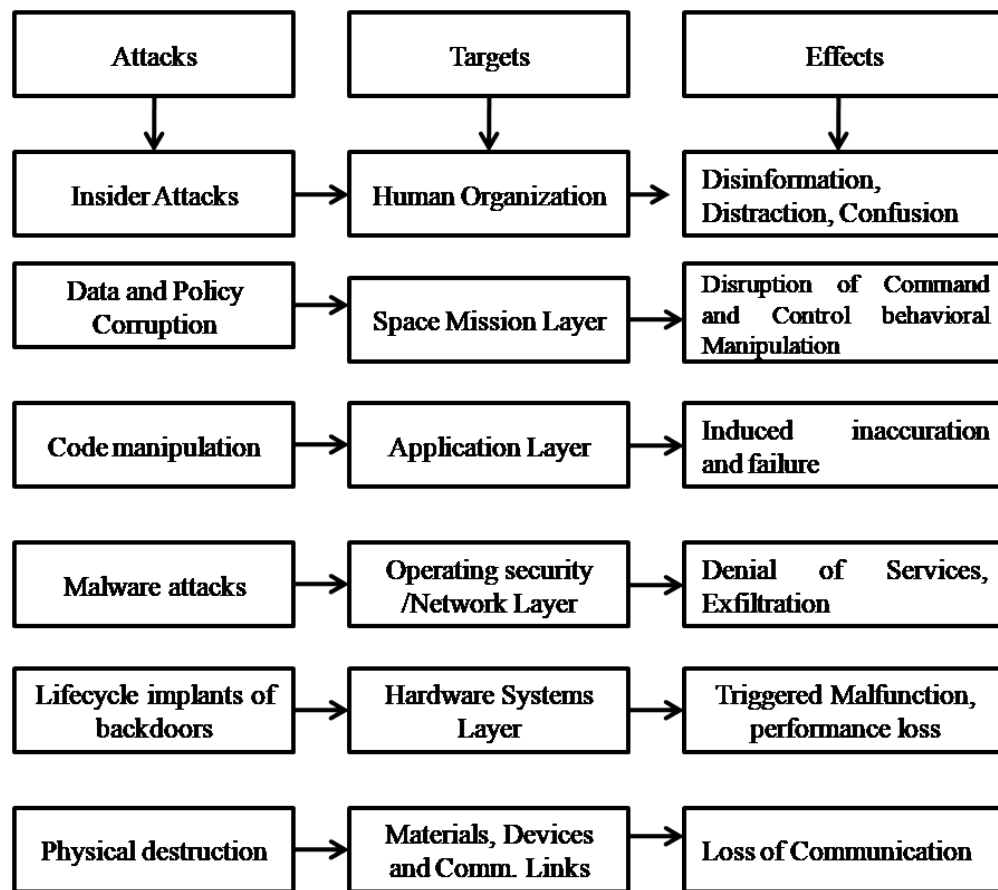 Attacks
Targets
Effects
Insider Attacks
Human Organization
Disinformation,
Distraction, Confusion
Data and Policy
Corruption
Space Mission Layer
Disruption of Command
and Control behavioral
Manipulation
Code manipulation
Application Layer
Induced inaccuration
and failure
Malware attacks
Operating security
/Network Layer
Denial of Services,
Exfiltration
Lifecycle implants of
backdoors
Hardware Systems
Layer
Triggered Malfunction,
performance loss
Physical destruction
Materials, Devices
and Comm. Links
Loss of Communication